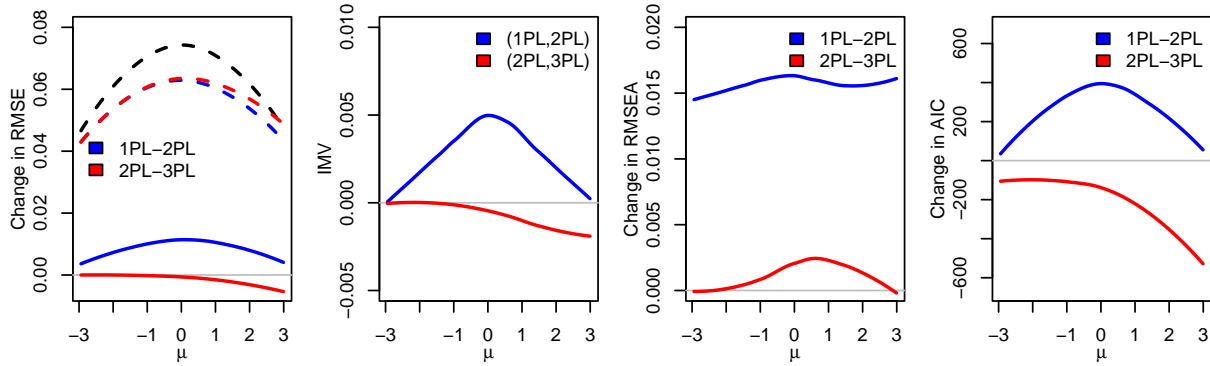 Change in RMSE
0.00 0.02 0.04 0.06 0.08
1PL−2PL
2PL−3PL
−3 −1 0 1 2 3
μ
IMV
−0.005 0.000 0.005 0.010
(1PL,2PL)
(2PL,3PL)
−3 −1 0 1 2 3
μ
Change in RMSEA
0.000 0.005 0.010 0.015 0.020
1PL−2PL
2PL−3PL
−3 −1 0 1 2 3
μ
Change in AIC
−600 −200 200 600
1PL−2PL
2PL−3PL
−3 −1 0 1 2 3
μ